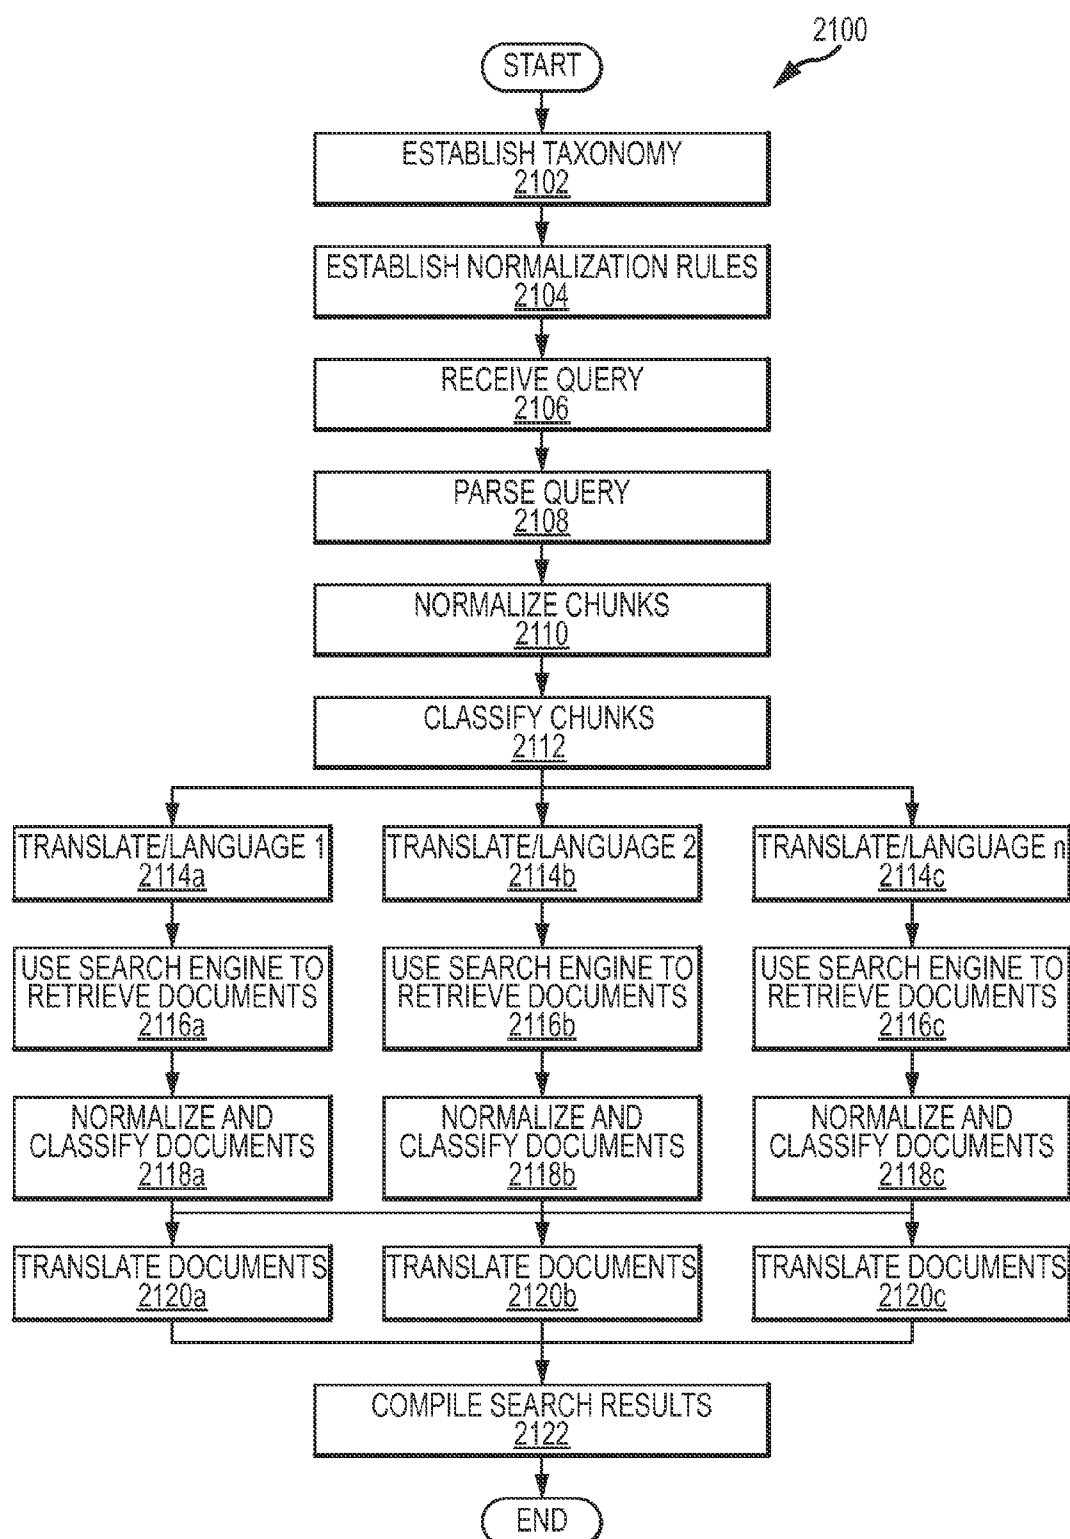 2100
START
ESTABLISH TAXONOMY
2102
ESTABLISH NORMALIZATION RULES
2104
RECEIVE QUERY
2106
PARSE QUERY
2108
NORMALIZE CHUNKS
2110
CLASSIFY CHUNKS
2112
TRANSLATE/LANGUAGE 1
2114a
TRANSLATE/LANGUAGE 2
2114b
TRANSLATE/LANGUAGE n
2114c
USE SEARCH ENGINE TO
RETRIEVE DOCUMENTS
2116a
USE SEARCH ENGINE TO
RETRIEVE DOCUMENTS
2116b
USE SEARCH ENGINE TO
RETRIEVE DOCUMENTS
2116c
NORMALIZE AND
CLASSIFY DOCUMENTS
2118a
NORMALIZE AND
CLASSIFY DOCUMENTS
2118b
NORMALIZE AND
CLASSIFY DOCUMENTS
2118c
TRANSLATE DOCUMENTS
2120a
TRANSLATE DOCUMENTS
2120b
TRANSLATE DOCUMENTS
2120c
COMPILE SEARCH RESULTS
2122
END